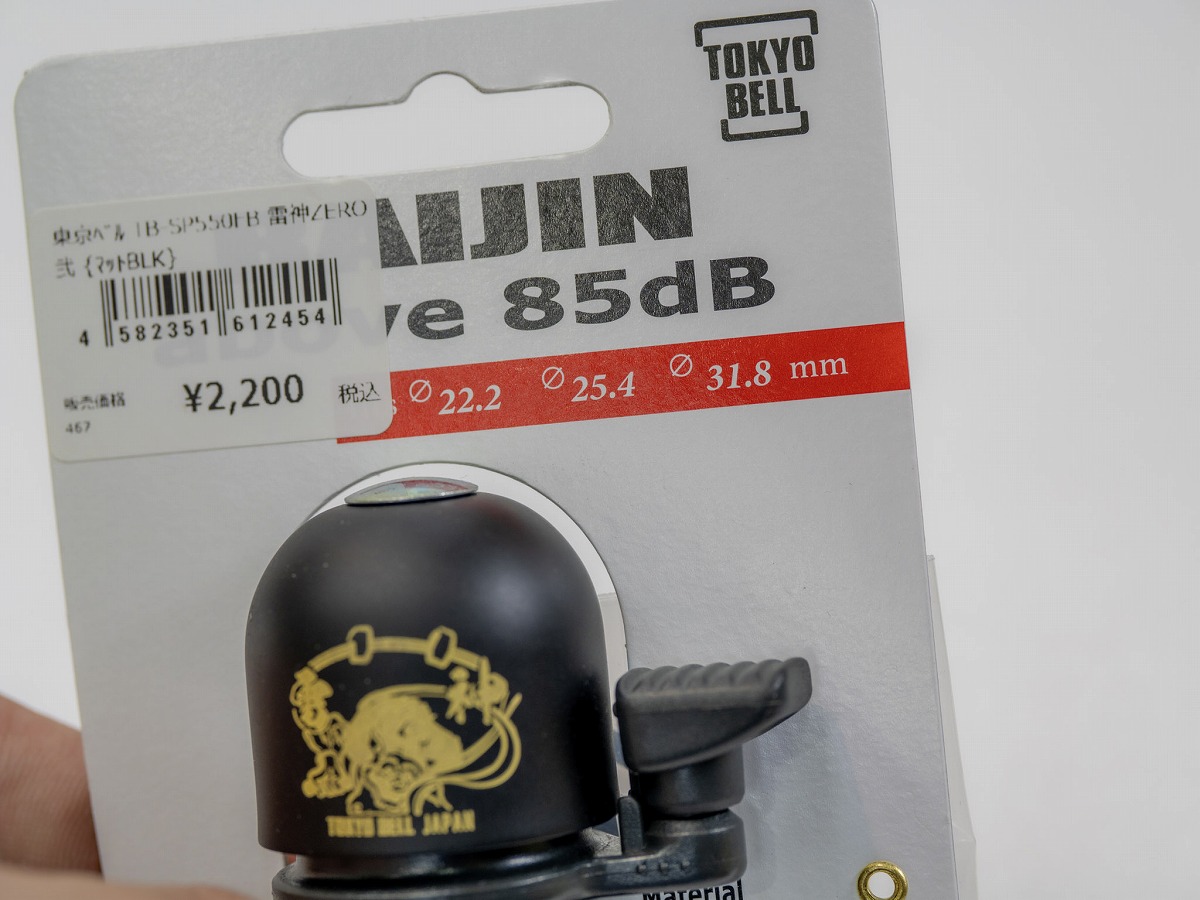 TOKYO
BELL
AIJIN
ve 85dB
∅ 22.2 ∅ 25.4 ∅ 31.8 mm
東京ﾍﾞﾙ TB-SP550FB 雷神ZERO
弐 {ﾏｯﾄBLK}
4 582351 612454
販売価格 ¥2,200 税込
467
雷神
TOKYO BELL JAPAN
Material